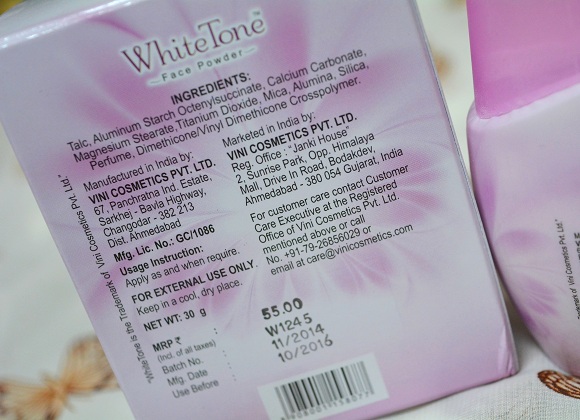 WhiteTone™
Face Powder
INGREDIENTS:
Talc, Aluminum Starch Octenylsuccinate, Calcium Carbonate,
Magnesium Stearate, Titanium Dioxide, Mica, Alumina, Silica,
Perfume, Dimethicone/Vinyl Dimethicone Crosspolymer.
Manufactured in India by:
VINI COSMETICS PVT. LTD.
67, Panchratna Ind. Estate,
Sarkhej - Bavla Highway,
Changodar - 382 213
Dist. Ahmedabad
Mfg. Lic. No.: GC/1086
Usage Instruction:
Apply as and when require.
FOR EXTERNAL USE ONLY.
Keep in a cool, dry place.
NET WT: 30 g
Marketed in India by:
VINI COSMETICS PVT. LTD.
Reg. Office : "Janki House"
2, Sunrise Park, Opp. Himalaya
Mall, Drive In Road, Bodakdev,
Ahmedabad - 380 054 Gujarat, India
For customer care contact Customer
Care Executive at the Registered
Office of Vini Cosmetics Pvt. Ltd.
mentioned above or call
No. +91-79-26856029 or
email at care@vinicosmetics.com
MRP ₹ : 55.00
(Incl. of all taxes)
Batch No. : W1245
Mfg. Date : 11/2014
Use Before : 10/2016
"WhiteTone is the Trademark of Vini Cosmetics Pvt. Ltd."
of Vini Cosmetics Pvt. Ltd."